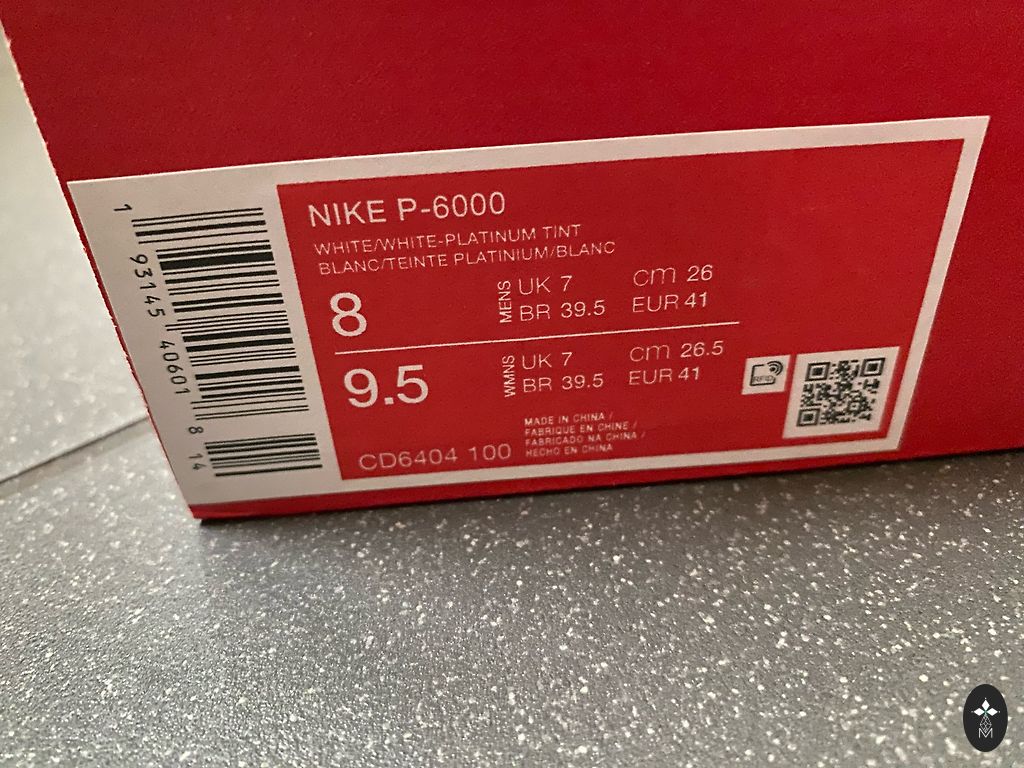 NIKE P-6000
WHITE/WHITE-PLATINUM TINT
BLANC/TEINTE PLATINIUM/BLANC
8 MENS UK 7 cm 26
BR 39.5 EUR 41
9.5 WMNS UK 7 cm 26.5
BR 39.5 EUR 41
CD6404 100
MADE IN CHINA /
FABRIQUE EN CHINE /
FABRICADO NA CHINA /
HECHO EN CHINA
RFID
1 93145 40601 8 14
M